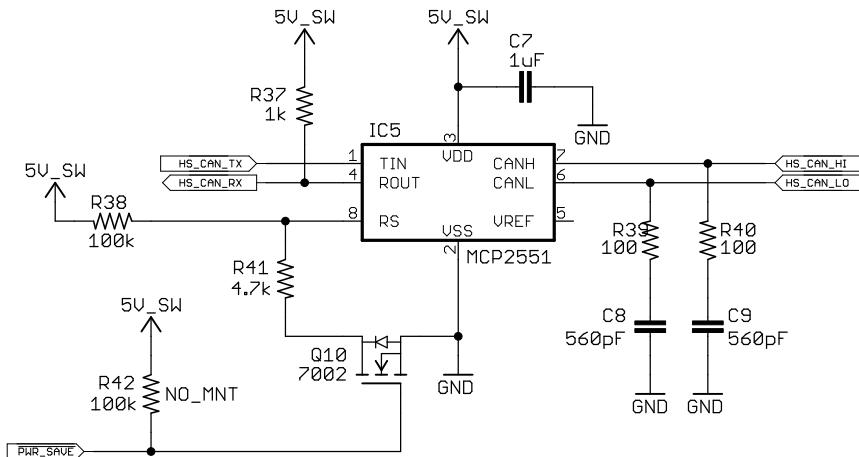 5V_SW
5V_SW
C7
1uF
R37
1k
GND
IC5
3
VDD
HS_CAN_TX
1
TIN
CANH
7
HS_CAN_HI
HS_CAN_RX
4
ROUT
CANL
6
HS_CAN_LO
5V_SW
R38
100k
8
RS
VREF
5
VSS
2
MCP2551
R39
100
R40
100
R41
4.7k
5V_SW
C8
560pF
C9
560pF
Q10
7002
GND
R42
100k
NO_MNT
GND
GND
PWR_SAVE